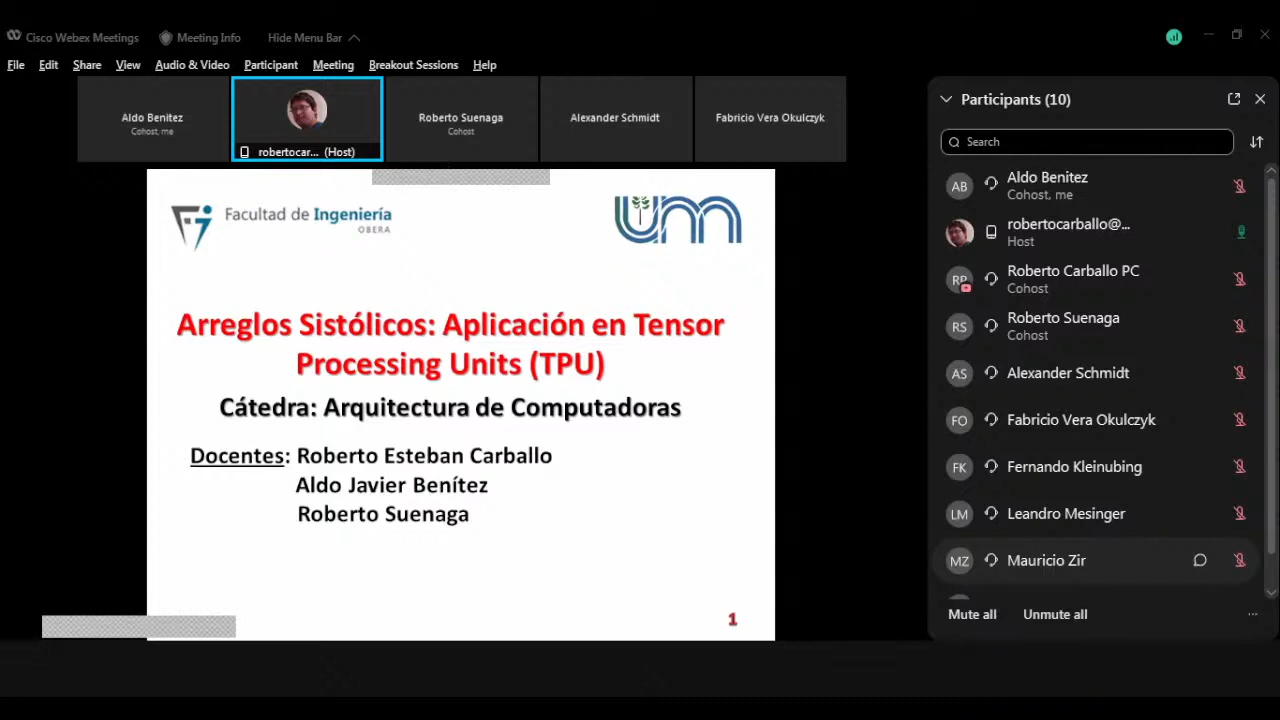 Cisco Webex Meetings
Meeting Info
Hide Menu Bar
File Edit Share View Audio & Video Participant Meeting Breakout Sessions Help
Aldo Benitez
Cohost, me
robertocar... (Host)
Roberto Suenaga
Cohost
Alexander Schmidt
Fabricio Vera Okulczyk
Facultad de Ingeniería
OBERA
um
Arreglos Sistólicos: Aplicación en Tensor
Processing Units (TPU)
Cátedra: Arquitectura de Computadoras
Docentes: Roberto Esteban Carballo
Aldo Javier Benítez
Roberto Suenaga
1
Participants (10)
Search
AB
Aldo Benitez
Cohost, me
robertocarballo@...
Host
RP
Roberto Carballo PC
Cohost
RS
Roberto Suenaga
Cohost
AS
Alexander Schmidt
FO
Fabricio Vera Okulczyk
FK
Fernando Kleinubing
LM
Leandro Mesinger
MZ
Mauricio Zir
Mute all
Unmute all
...